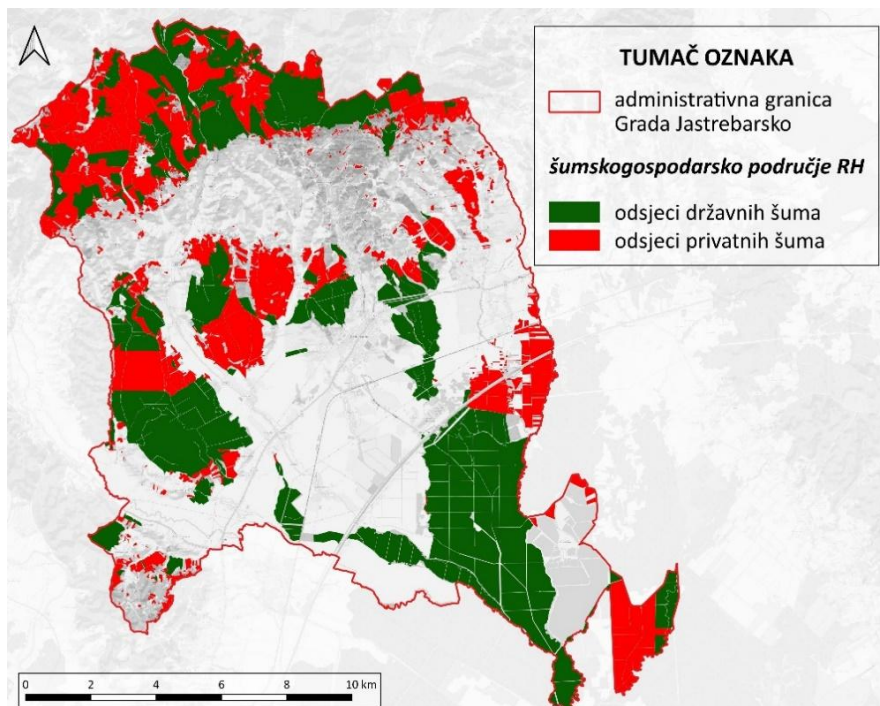 TUMAČ OZNAKA
administrativna granica
Grada Jastrebarsko
šumskogospodarsko područje RH
odsjeci državnih šuma
odsjeci privatnih šuma
0 2 4 6 8 10 km